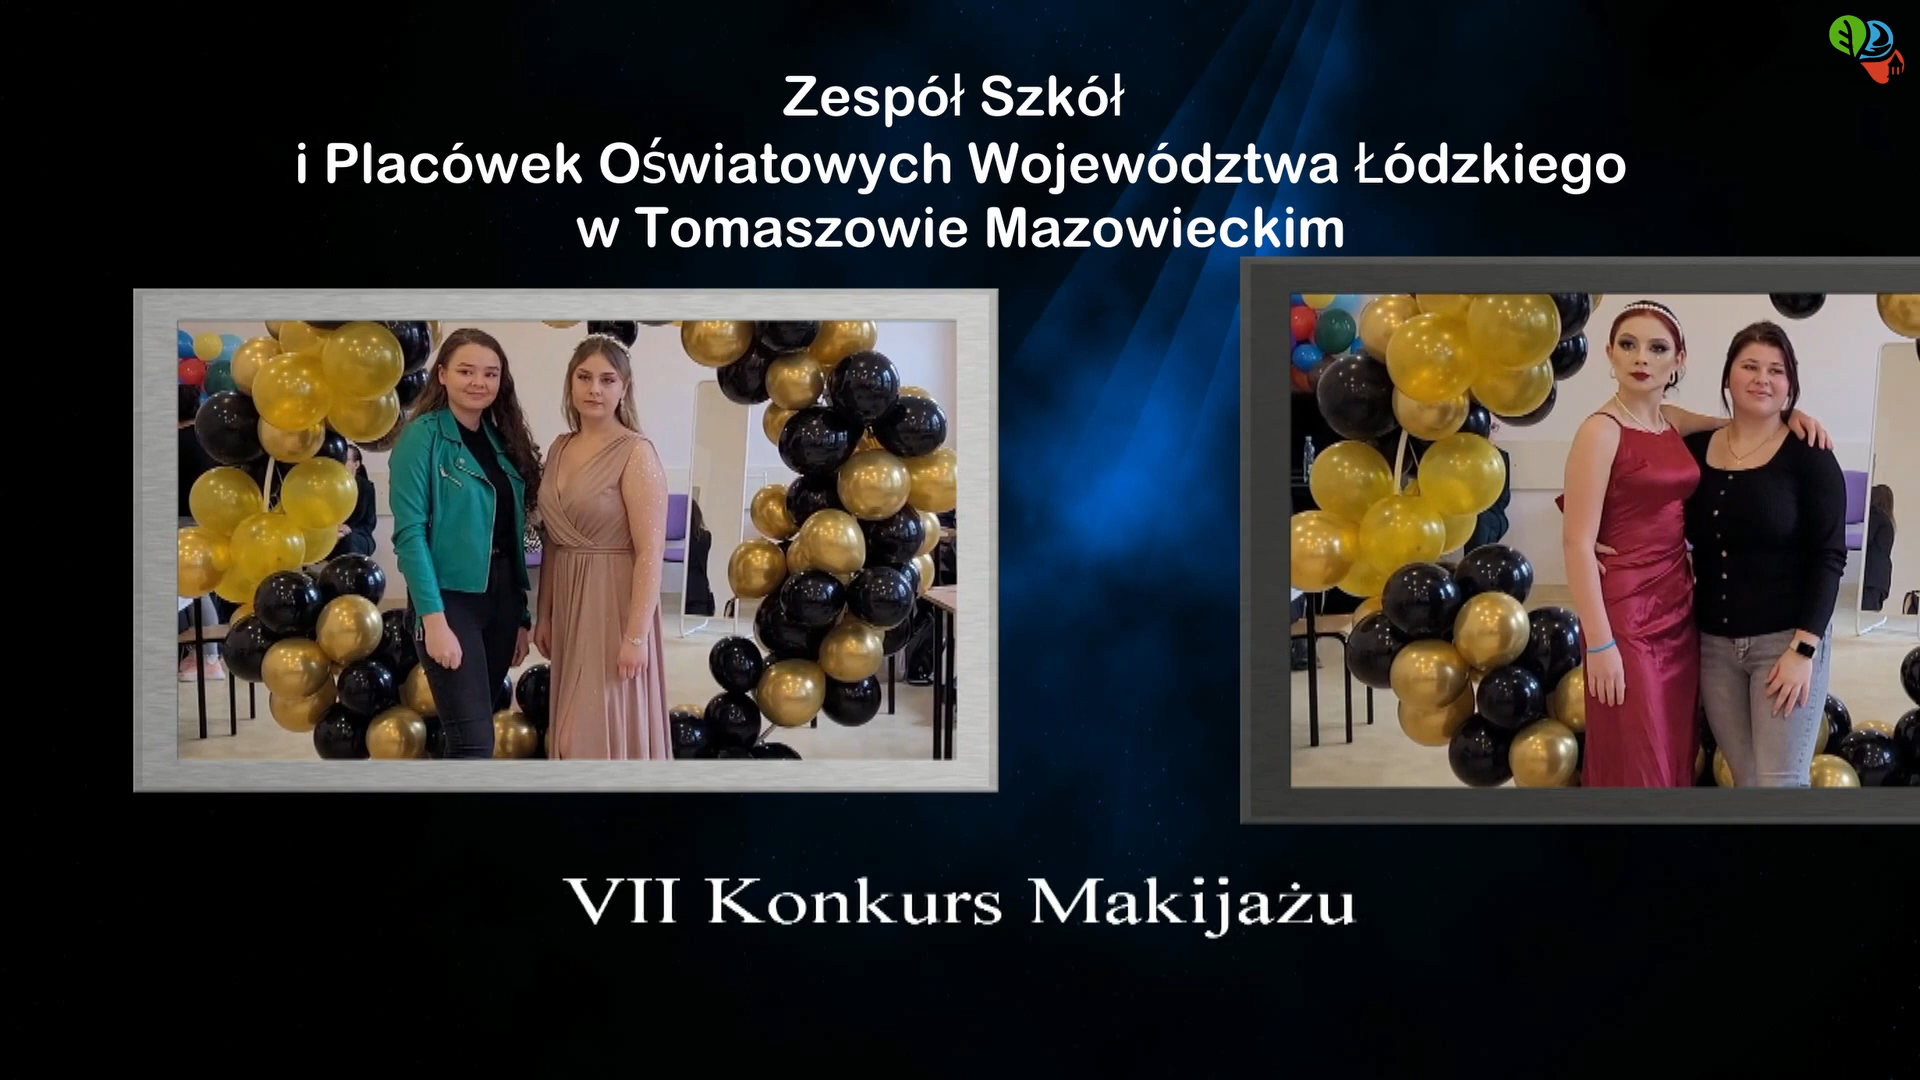 Zespół Szkół
i Placówek Oświatowych Województwa Łódzkiego
w Tomaszowie Mazowieckim
VII Konkurs Makijażu